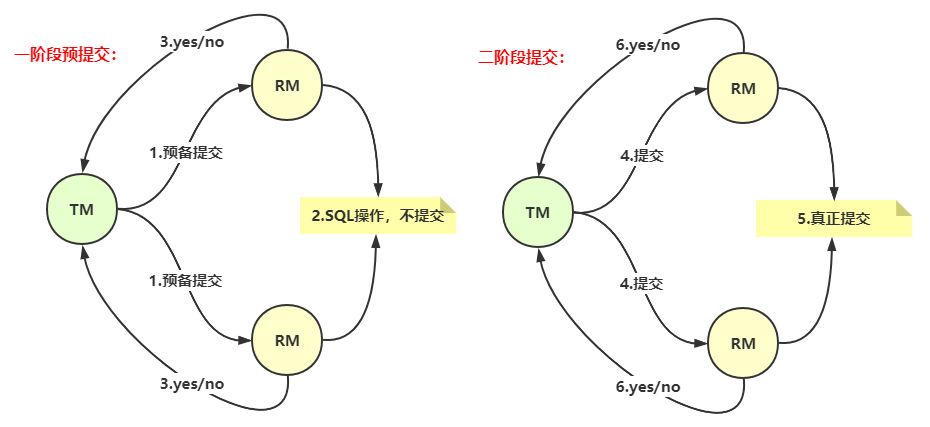 一阶段预提交：
3.yes/no
RM
1.预备提交
TM
2.SQL操作，不提交
1.预备提交
RM
3.yes/no
二阶段提交：
6.yes/no
RM
4.提交
TM
5.真正提交
4.提交
RM
6.yes/no